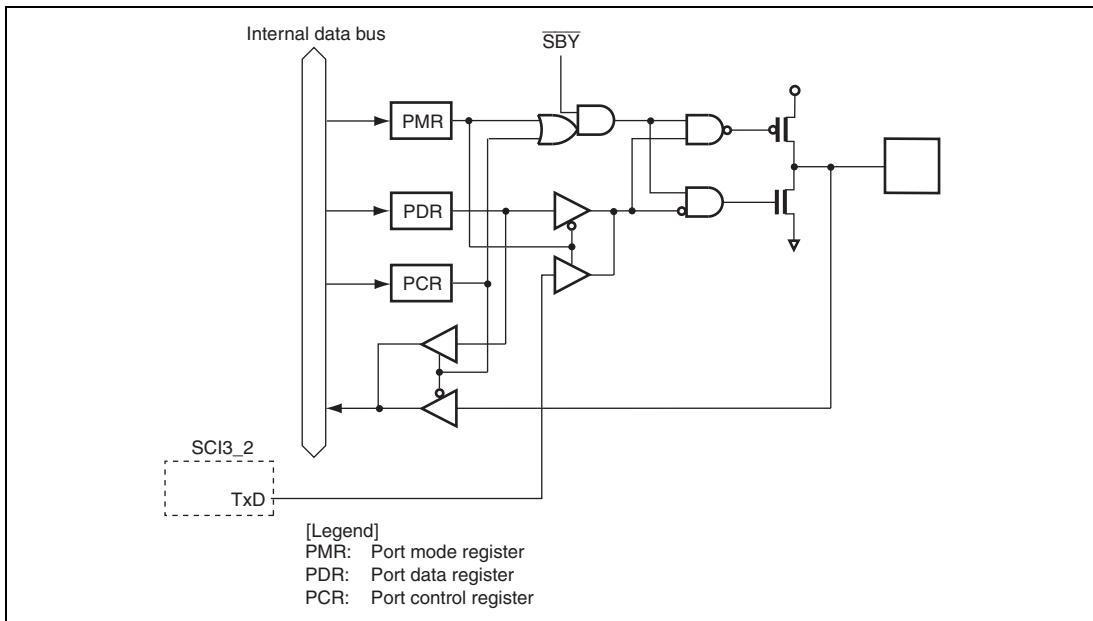 Internal data bus
SBY
PMR
PDR
PCR
SCI3_2
TxD
[Legend]
PMR: Port mode register
PDR: Port data register
PCR: Port control register